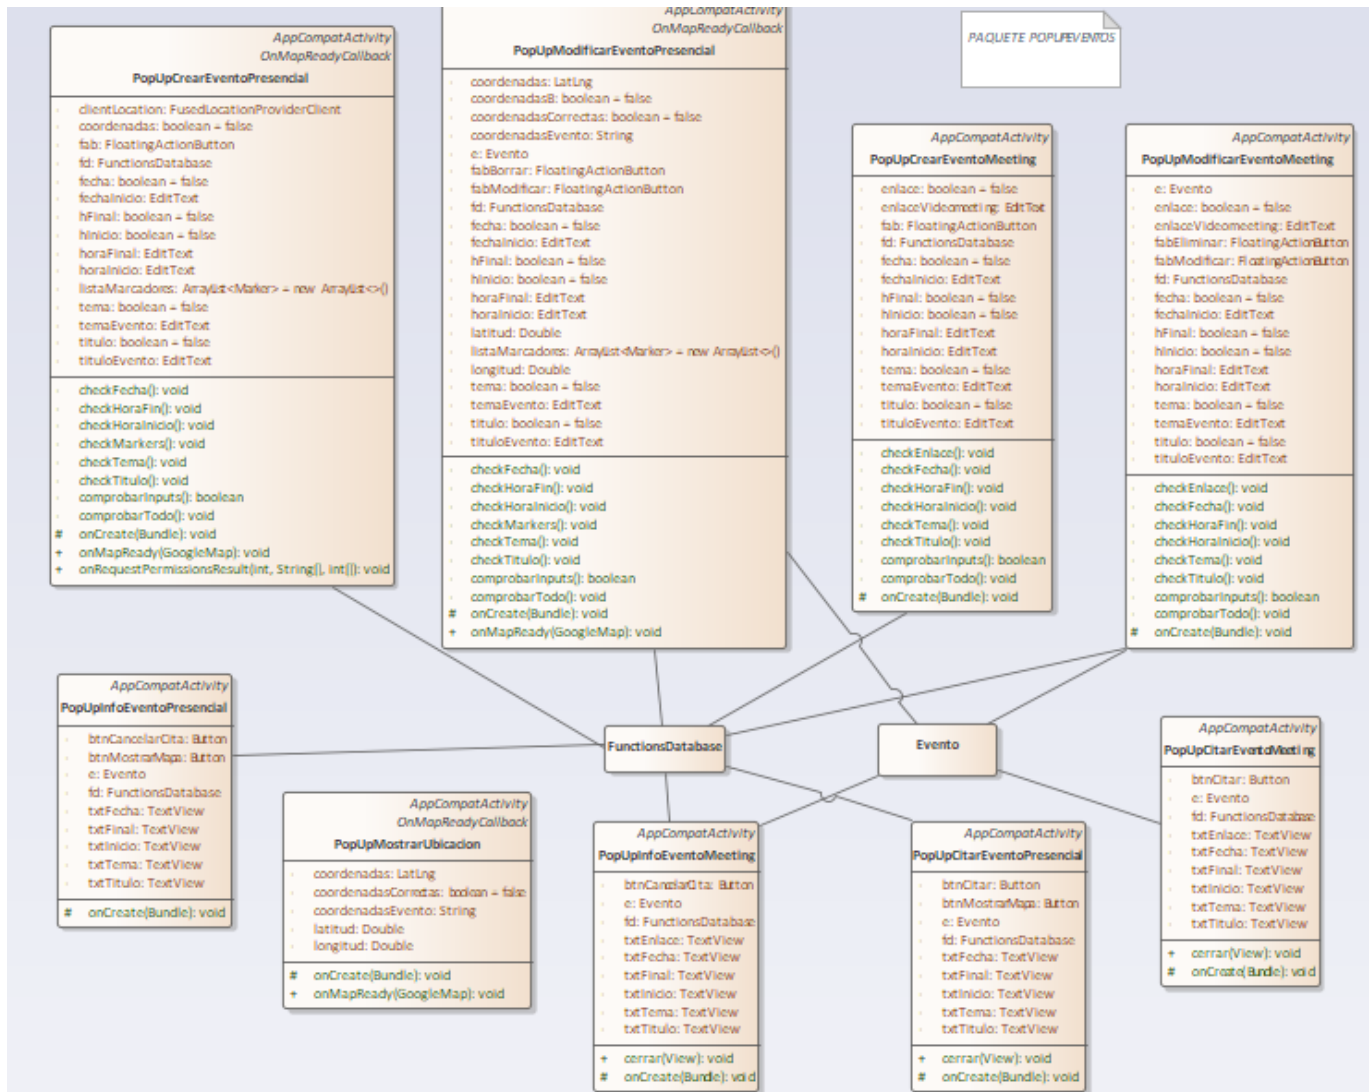 AppCompatActivity
OnMapReadyCallback
PopUpCrearEventoPresencial
clientLocation: FusedLocationProviderClient
coordenadas: boolean = false
fab: FloatingActionButton
fd: FunctionsDatabase
fecha: boolean = false
fechaInicio: EditText
hFinal: boolean = false
hInicio: boolean = false
horaFinal: EditText
horaInicio: EditText
listaMarcadores: ArrayList<Marker> = new ArrayList<>()
tema: boolean = false
temaEvento: EditText
titulo: boolean = false
tituloEvento: EditText
checkFecha(): void
checkHoraFin(): void
checkHoraInicio(): void
checkMarkers(): void
checkTema(): void
checkTitulo(): void
comprobarInputs(): boolean
comprobarTodo(): void
# onCreate(Bundle): void
+ onMapReady(GoogleMap): void
+ onRequestPermissionsResult(int, String[], int[]): void
AppCompatActivity
OnMapReadyCallback
PopUpModificarEventoPresencial
coordenadas: LatLng
coordenadasB: boolean = false
coordenadasCorrectas: boolean = false
coordenadasEvento: String
e: Evento
fabBorrar: FloatingActionButton
fabModificar: FloatingActionButton
fd: FunctionsDatabase
fecha: boolean = false
fechaInicio: EditText
hFinal: boolean = false
hInicio: boolean = false
horaFinal: EditText
horaInicio: EditText
latitud: Double
listaMarcadores: ArrayList<Marker> = new ArrayList<>()
longitud: Double
tema: boolean = false
temaEvento: EditText
titulo: boolean = false
tituloEvento: EditText
checkFecha(): void
checkHoraFin(): void
checkHoraInicio(): void
checkMarkers(): void
checkTema(): void
checkTitulo(): void
comprobarInputs(): boolean
comprobarTodo(): void
# onCreate(Bundle): void
+ onMapReady(GoogleMap): void
PAQUETE POPUPEVENTOS
AppCompatActivity
PopUpCrearEventoMeeting
enlace: boolean = false
enlaceVideomeeting: EditText
fab: FloatingActionButton
fd: FunctionsDatabase
fecha: boolean = false
fechaInicio: EditText
hFinal: boolean = false
hInicio: boolean = false
horaFinal: EditText
horaInicio: EditText
tema: boolean = false
temaEvento: EditText
titulo: boolean = false
tituloEvento: EditText
checkEnlace(): void
checkFecha(): void
checkHoraFin(): void
checkHoraInicio(): void
checkTema(): void
checkTitulo(): void
comprobarInputs(): boolean
comprobarTodo(): void
# onCreate(Bundle): void
AppCompatActivity
PopUpModificarEventoMeeting
e: Evento
enlace: boolean = false
enlaceVideomeeting: EditText
fabEliminar: FloatingActionButton
fabModificar: FloatingActionButton
fd: FunctionsDatabase
fecha: boolean = false
fechaInicio: EditText
hFinal: boolean = false
hInicio: boolean = false
horaFinal: EditText
horaInicio: EditText
tema: boolean = false
temaEvento: EditText
titulo: boolean = false
tituloEvento: EditText
checkEnlace(): void
checkFecha(): void
checkHoraFin(): void
checkHoraInicio(): void
checkTema(): void
checkTitulo(): void
comprobarInputs(): boolean
comprobarTodo(): void
# onCreate(Bundle): void
AppCompatActivity
PopUpInfoEventoPresencial
btnCancelarCita: Button
btnMostrarMapa: Button
e: Evento
fd: FunctionsDatabase
txtFecha: TextView
txtFinal: TextView
txtInicio: TextView
txtTema: TextView
txtTitulo: TextView
# onCreate(Bundle): void
FunctionsDatabase
Evento
AppCompatActivity
OnMapReadyCallback
PopUpMostrarUbicacion
coordenadas: LatLng
coordenadasCorrectas: boolean = false
coordenadasEvento: String
latitud: Double
longitud: Double
# onCreate(Bundle): void
+ onMapReady(GoogleMap): void
AppCompatActivity
PopUpInfoEventoMeeting
btnCancelarCita: Button
e: Evento
fd: FunctionsDatabase
txtEnlace: TextView
txtFecha: TextView
txtFinal: TextView
txtInicio: TextView
txtTema: TextView
txtTitulo: TextView
+ cerrar(View): void
# onCreate(Bundle): void
AppCompatActivity
PopUpCitarEventoPresencial
btnCitar: Button
btnMostrarMapa: Button
e: Evento
fd: FunctionsDatabase
txtFecha: TextView
txtFinal: TextView
txtInicio: TextView
txtTema: TextView
txtTitulo: TextView
+ cerrar(View): void
# onCreate(Bundle): void
AppCompatActivity
PopUpCitarEventoMeeting
btnCitar: Button
e: Evento
fd: FunctionsDatabase
txtEnlace: TextView
txtFecha: TextView
txtFinal: TextView
txtInicio: TextView
txtTema: TextView
txtTitulo: TextView
+ cerrar(View): void
# onCreate(Bundle): void